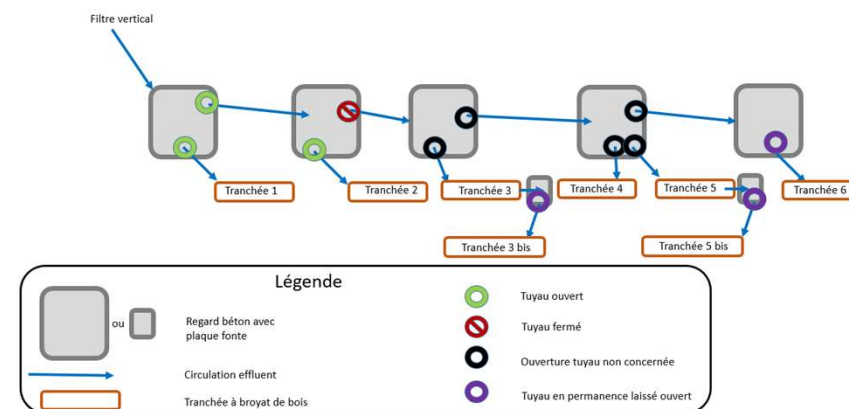 Filtre vertical
Tranchée 1
Tranchée 2
Tranchée 3
Tranchée 4
Tranchée 5
Tranchée 6
Tranchée 3 bis
Tranchée 5 bis
Légende
ou
Regard béton avec
plaque fonte
Circulation effluent
Tranchée à broyat de bois
Tuyau ouvert
Tuyau fermé
Ouverture tuyau non concernée
Tuyau en permanence laissé ouvert